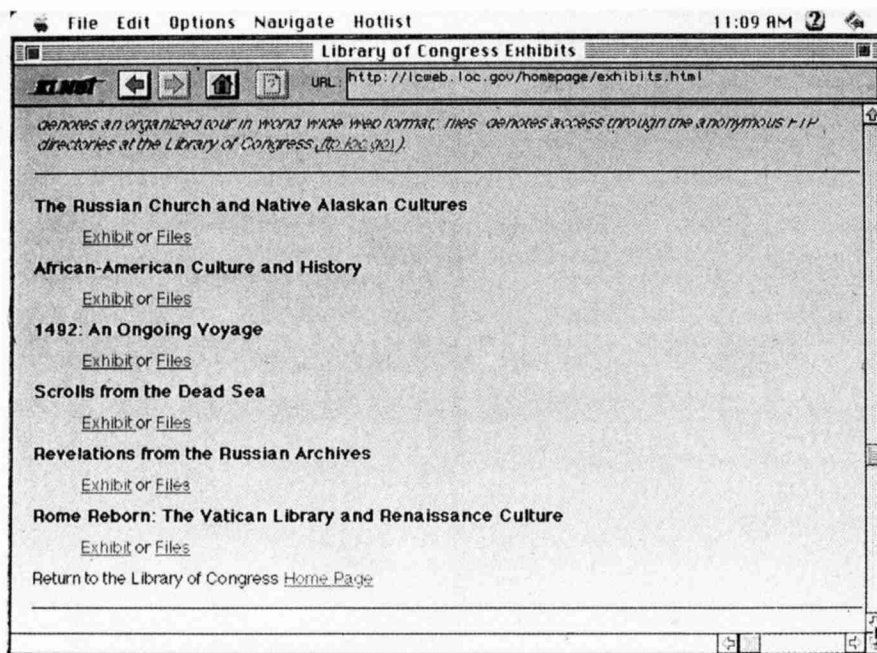 File Edit Options Navigate Hotlist 11:09 AM
Library of Congress Exhibits
URL: http://lcweb.loc.gov/homepage/exhibits.html
denotes an organized tour in world wide web format; files denotes access through the anonymous FTP
directories at the Library of Congress (ftp.loc.gov).
The Russian Church and Native Alaskan Cultures
Exhibit or Files
African-American Culture and History
Exhibit or Files
1492: An Ongoing Voyage
Exhibit or Files
Scrolls from the Dead Sea
Exhibit or Files
Revelations from the Russian Archives
Exhibit or Files
Rome Reborn: The Vatican Library and Renaissance Culture
Exhibit or Files
Return to the Library of Congress Home Page